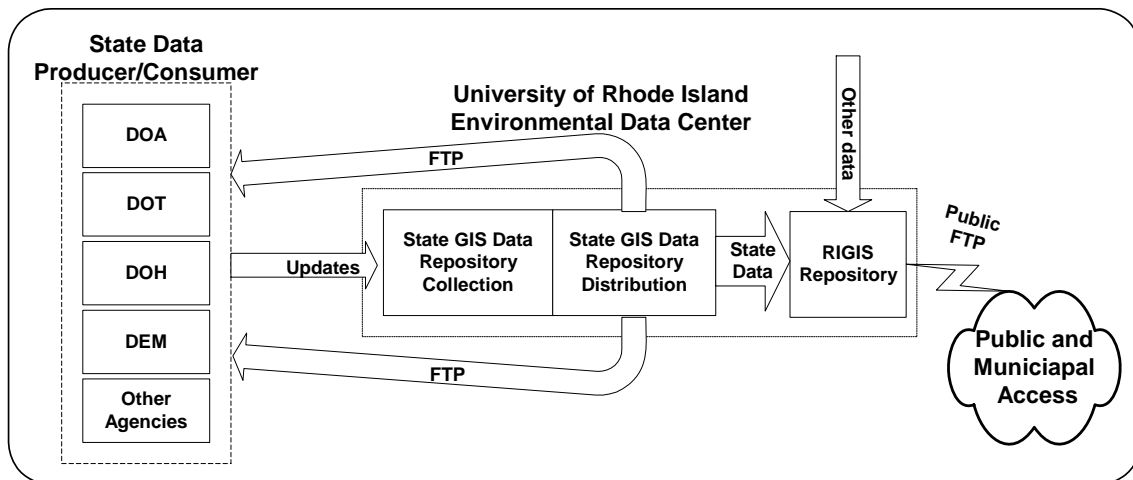 State Data
Producer/Consumer
DOA
DOT
DOH
DEM
Other
Agencies
University of Rhode Island
Environmental Data Center
FTP
Updates
FTP
State GIS Data
Repository
Collection
State GIS Data
Repository
Distribution
State
Data
Other data
RIGIS
Repository
Public
FTP
Public and
Municiapal
Access